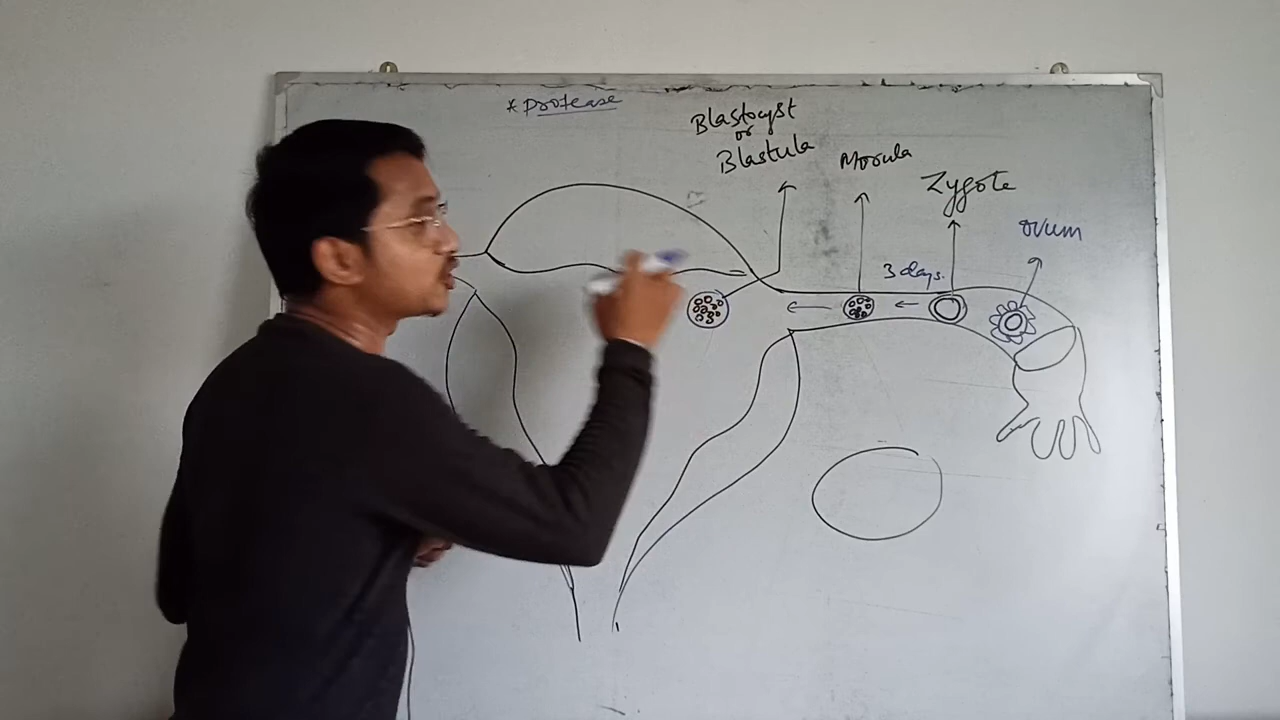 * Protease
Blastocyst
or
Blastula
Morula
Zygote
ovum
3 days.